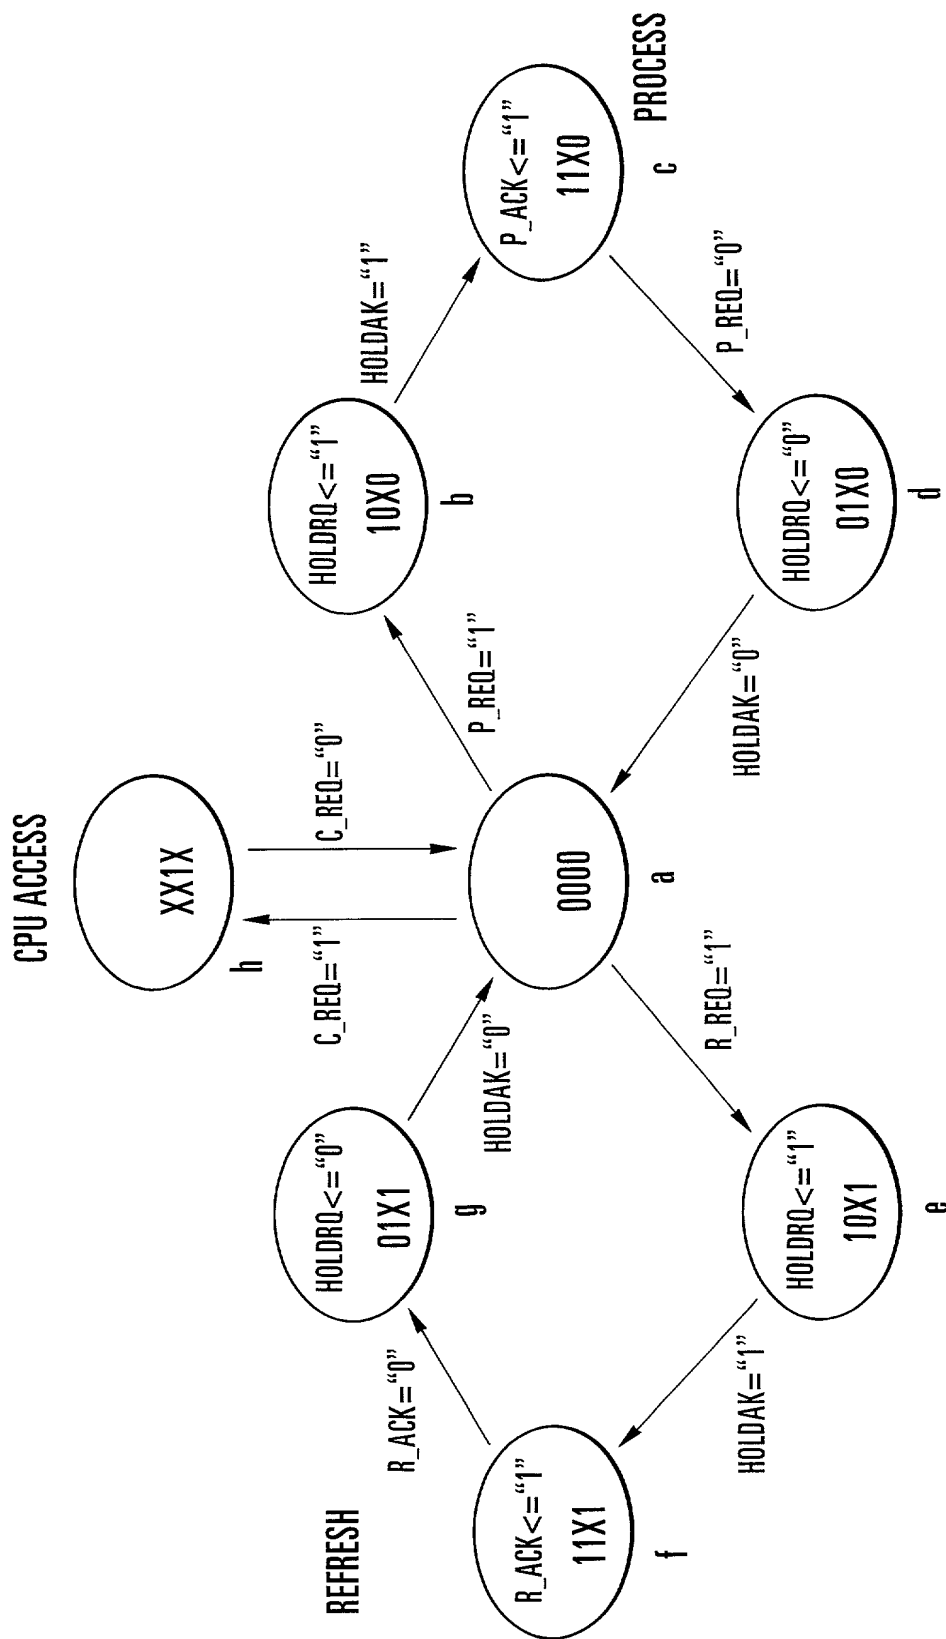 CPU ACCESS
XX1X
h
C_REQ="1"
C_REQ="0"
REFRESH
HOLDRQ<="0"
01X1
g
HOLDRQ<="1"
10X0
b
HOLDAK="1"
R_ACK="0"
HOLDAK="0"
P_REQ="1"
R_ACK<="1"
11X1
f
0000
a
P_ACK<="1"
11X0
c
PROCESS
HOLDAK="1"
R_REQ="1"
HOLDAK="0"
P_REQ="0"
HOLDRQ<="1"
10X1
e
HOLDRQ<="0"
01X0
d